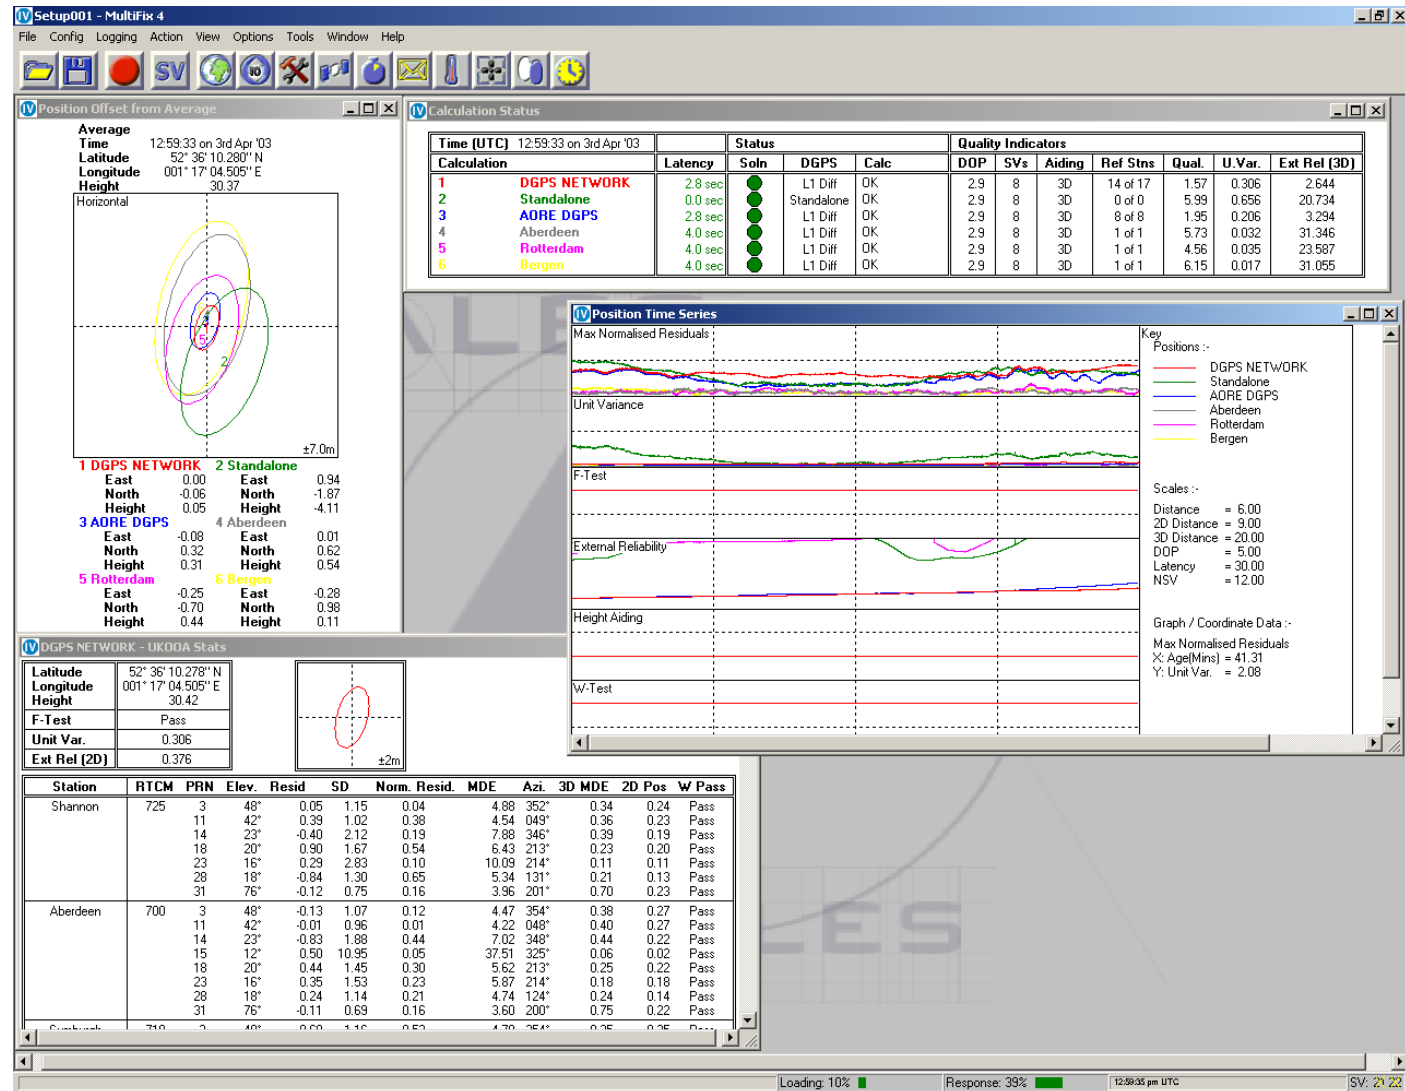 Setup001 - MultiFix 4
File Config Logging Action View Options Tools Window Help
SV IO
Position Offset from Average
Average
Time 12:59:33 on 3rd Apr '03
Latitude 52° 36' 10.280'' N
Longitude 001° 17' 04.505'' E
Height 30.37
Horizontal
5
2
±7.0m
1 DGPS NETWORK 2 Standalone
East 0.00 East 0.94
North -0.06 North -1.87
Height 0.05 Height -4.11
3 AORE DGPS 4 Aberdeen
East -0.08 East 0.01
North 0.32 North 0.62
Height 0.31 Height 0.54
5 Rotterdam 6 Bergen
East -0.25 East -0.28
North -0.70 North 0.98
Height 0.44 Height 0.11
Calculation Status
Time (UTC) 12:59:33 on 3rd Apr '03 Status Quality Indicators
Calculation Latency Soln DGPS Calc DOP SVs Aiding Ref Stns Qual. U.Var. Ext Rel (3D)
1 DGPS NETWORK 2.8 sec L1 Diff OK 2.9 8 3D 14 of 17 1.57 0.306 2.644
2 Standalone 0.0 sec Standalone OK 2.9 8 3D 0 of 0 5.99 0.656 20.734
3 AORE DGPS 2.8 sec L1 Diff OK 2.9 8 3D 8 of 8 1.95 0.206 3.294
4 Aberdeen 4.0 sec L1 Diff OK 2.9 8 3D 1 of 1 5.73 0.032 31.346
5 Rotterdam 4.0 sec L1 Diff OK 2.9 8 3D 1 of 1 4.56 0.035 23.587
6 Bergen 4.0 sec L1 Diff OK 2.9 8 3D 1 of 1 6.15 0.017 31.055
Position Time Series
Max Normalised Residuals
Unit Variance
F-Test
External Reliability
Height Aiding
W-Test
Key
Positions :-
DGPS NETWORK
Standalone
AORE DGPS
Aberdeen
Rotterdam
Bergen
Scales :-
Distance = 6.00
2D Distance = 9.00
3D Distance = 20.00
DOP = 5.00
Latency = 30.00
NSV = 12.00
Graph / Coordinate Data :-
Max Normalised Residuals
X: Age(Mins) = 41.31
Y: Unit Var. = 2.08
DGPS NETWORK - UKOOA Stats
Latitude 52° 36' 10.278'' N
Longitude 001° 17' 04.505'' E
Height 30.42
F-Test Pass
Unit Var. 0.306
Ext Rel (2D) 0.376
±2m
Station RTCM PRN Elev. Resid SD Norm. Resid. MDE Azi. 3D MDE 2D Pos W Pass
Shannon 725 3 48° 0.05 1.15 0.04 4.88 352° 0.34 0.24 Pass
11 42° 0.39 1.02 0.38 4.54 049° 0.36 0.23 Pass
14 23° -0.40 2.12 0.19 7.88 346° 0.39 0.19 Pass
18 20° 0.90 1.67 0.54 6.43 213° 0.23 0.20 Pass
23 16° 0.29 2.83 0.10 10.09 214° 0.11 0.11 Pass
28 18° -0.84 1.30 0.65 5.34 131° 0.21 0.13 Pass
31 76° -0.12 0.75 0.16 3.96 201° 0.70 0.23 Pass
Aberdeen 700 3 48° -0.13 1.07 0.12 4.47 354° 0.38 0.27 Pass
11 42° -0.01 0.96 0.01 4.22 048° 0.40 0.27 Pass
14 23° -0.83 1.88 0.44 7.02 348° 0.44 0.22 Pass
15 12° 0.50 10.95 0.05 37.51 325° 0.06 0.02 Pass
18 20° 0.44 1.45 0.30 5.62 213° 0.25 0.22 Pass
23 16° 0.35 1.53 0.23 5.87 214° 0.18 0.18 Pass
28 18° 0.24 1.14 0.21 4.74 124° 0.24 0.14 Pass
31 76° -0.11 0.69 0.16 3.60 200° 0.75 0.22 Pass
Loading: 10% Response: 39% 12:59:35 pm UTC SV: